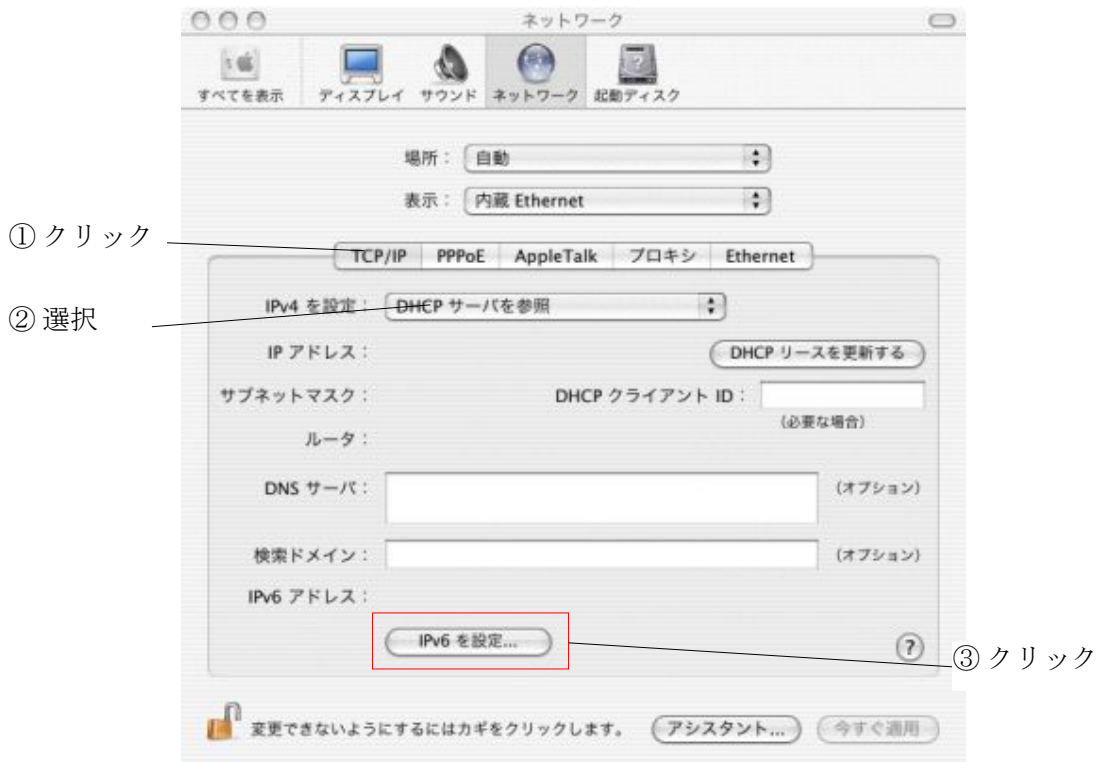 ネットワーク
すべてを表示 ディスプレイ サウンド ネットワーク 起動ディスク
場所： 自動
表示： 内蔵 Ethernet
① クリック
TCP/IP PPPoE AppleTalk プロキシ Ethernet
② 選択
IPv4 を設定： DHCP サーバを参照
IP アドレス： DHCP リースを更新する
サブネットマスク： DHCP クライアント ID：
（必要な場合）
ルータ：
DNS サーバ： （オプション）
検索ドメイン： （オプション）
IPv6 アドレス：
IPv6 を設定... ?
③ クリック
変更できないようにするにはカギをクリックします。 アシスタント... 今すぐ適用